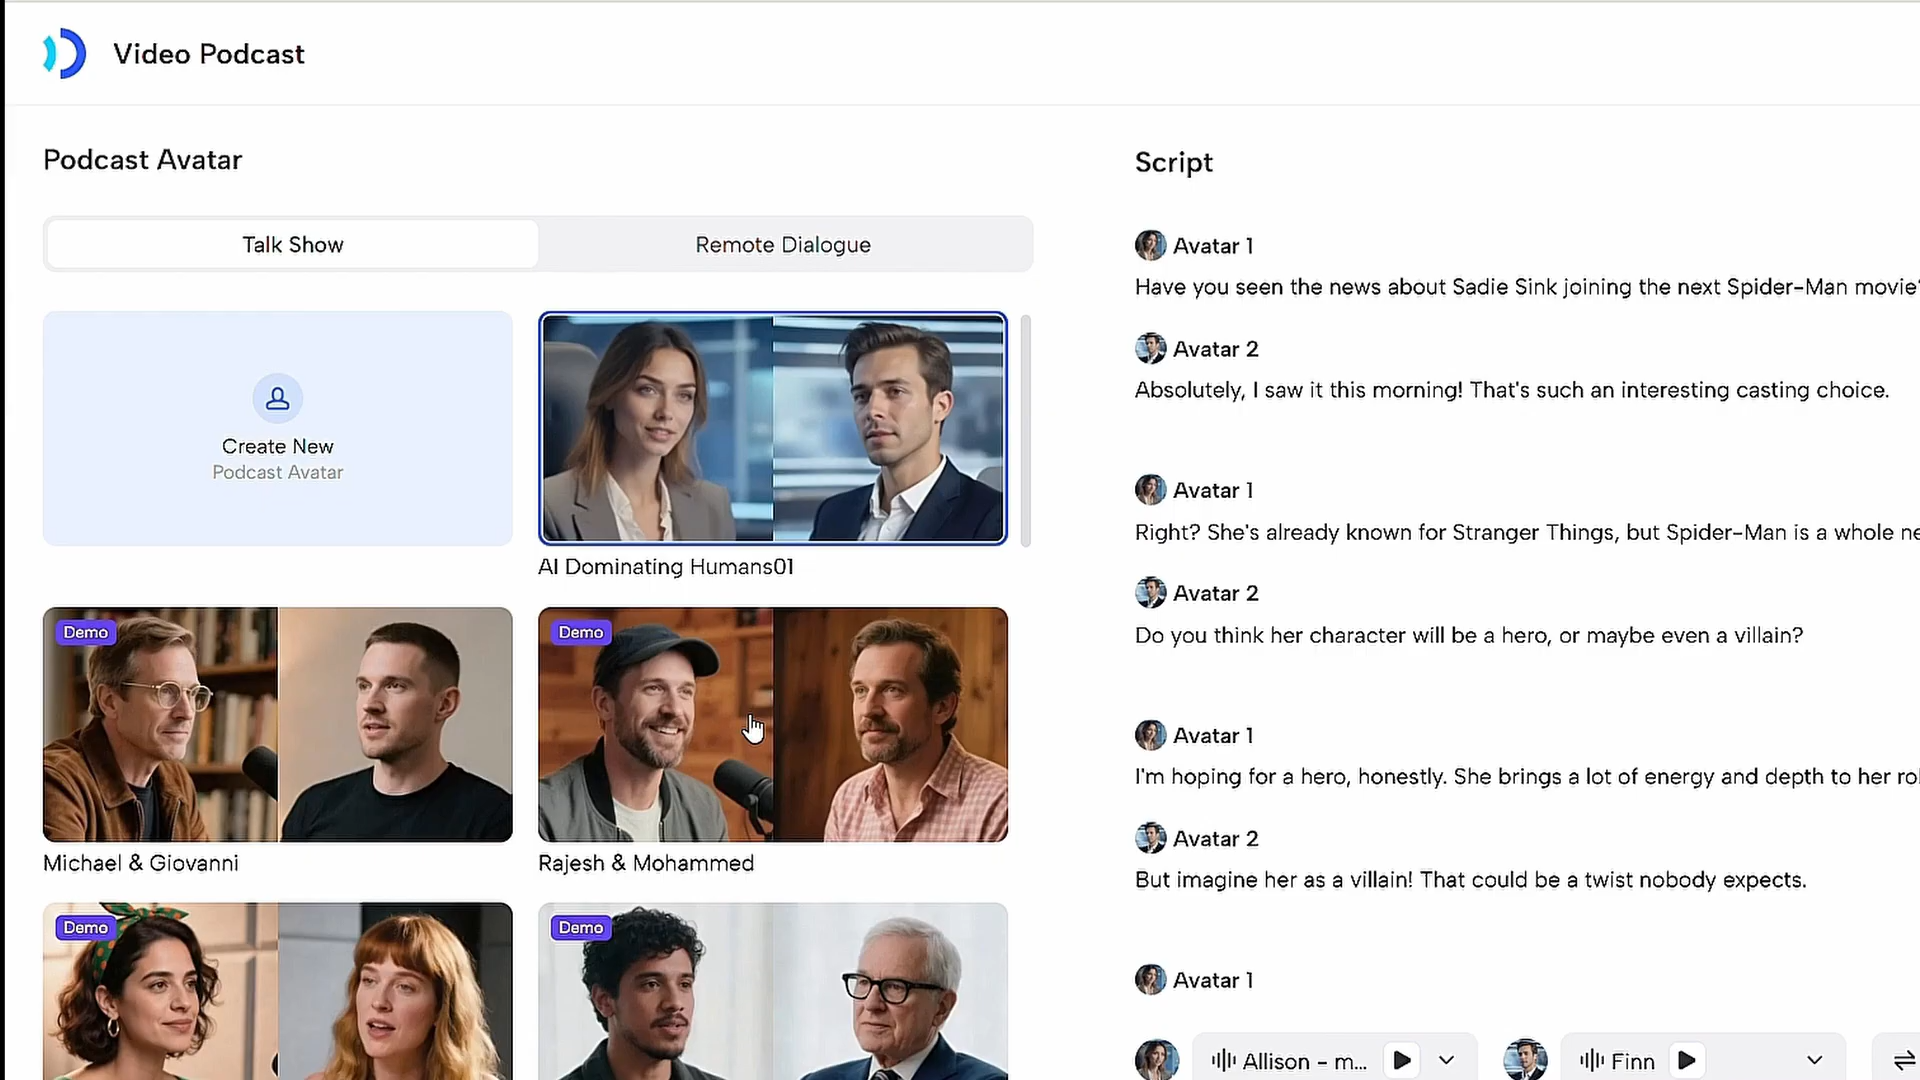 Video Podcast
Podcast Avatar
Talk Show
Remote Dialogue
Create New
Podcast Avatar
AI Dominating Humans01
Demo
Demo
Michael & Giovanni
Rajesh & Mohammed
Demo
Demo
Script
Avatar 1
Have you seen the news about Sadie Sink joining the next Spider-Man movie?
Avatar 2
Absolutely, I saw it this morning! That's such an interesting casting choice.
Avatar 1
Right? She's already known for Stranger Things, but Spider-Man is a whole
Avatar 2
Do you think her character will be a hero, or maybe even a villain?
Avatar 1
I'm hoping for a hero, honestly. She brings a lot of energy and depth to her
Avatar 2
But imagine her as a villain! That could be a twist nobody expects.
Avatar 1
Allison - m...
Finn